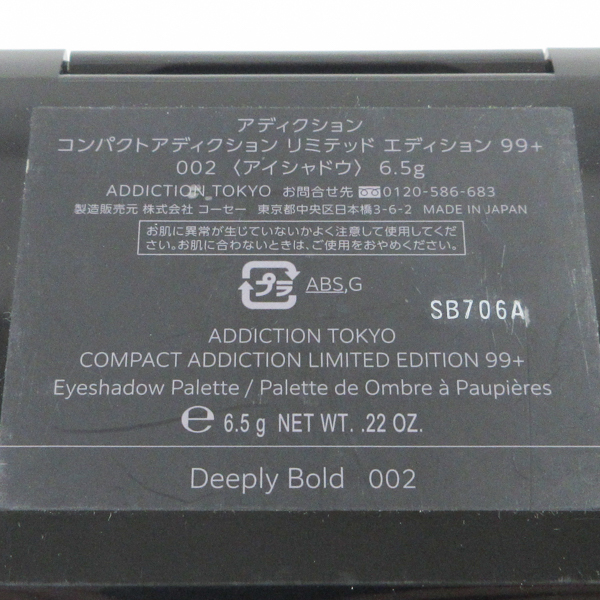 アディクション
コンパクトアディクション リミテッド エディション 99+
002 〈アイシャドウ〉 6.5g
ADDICTION TOKYO お問合せ先 0120-586-683
製造販売元 株式会社 コーセー 東京都中央区日本橋3-6-2 MADE IN JAPAN
お肌に異常が生じていないかよく注意して使用してくだ
さい。お肌に合わないときは、ご使用をおやめください。
プラ ABS,G
SB706A
ADDICTION TOKYO
COMPACT ADDICTION LIMITED EDITION 99+
Eyeshadow Palette / Palette de Ombre à Paupières
℮ 6.5 g NET WT. .22 OZ.
Deeply Bold 002